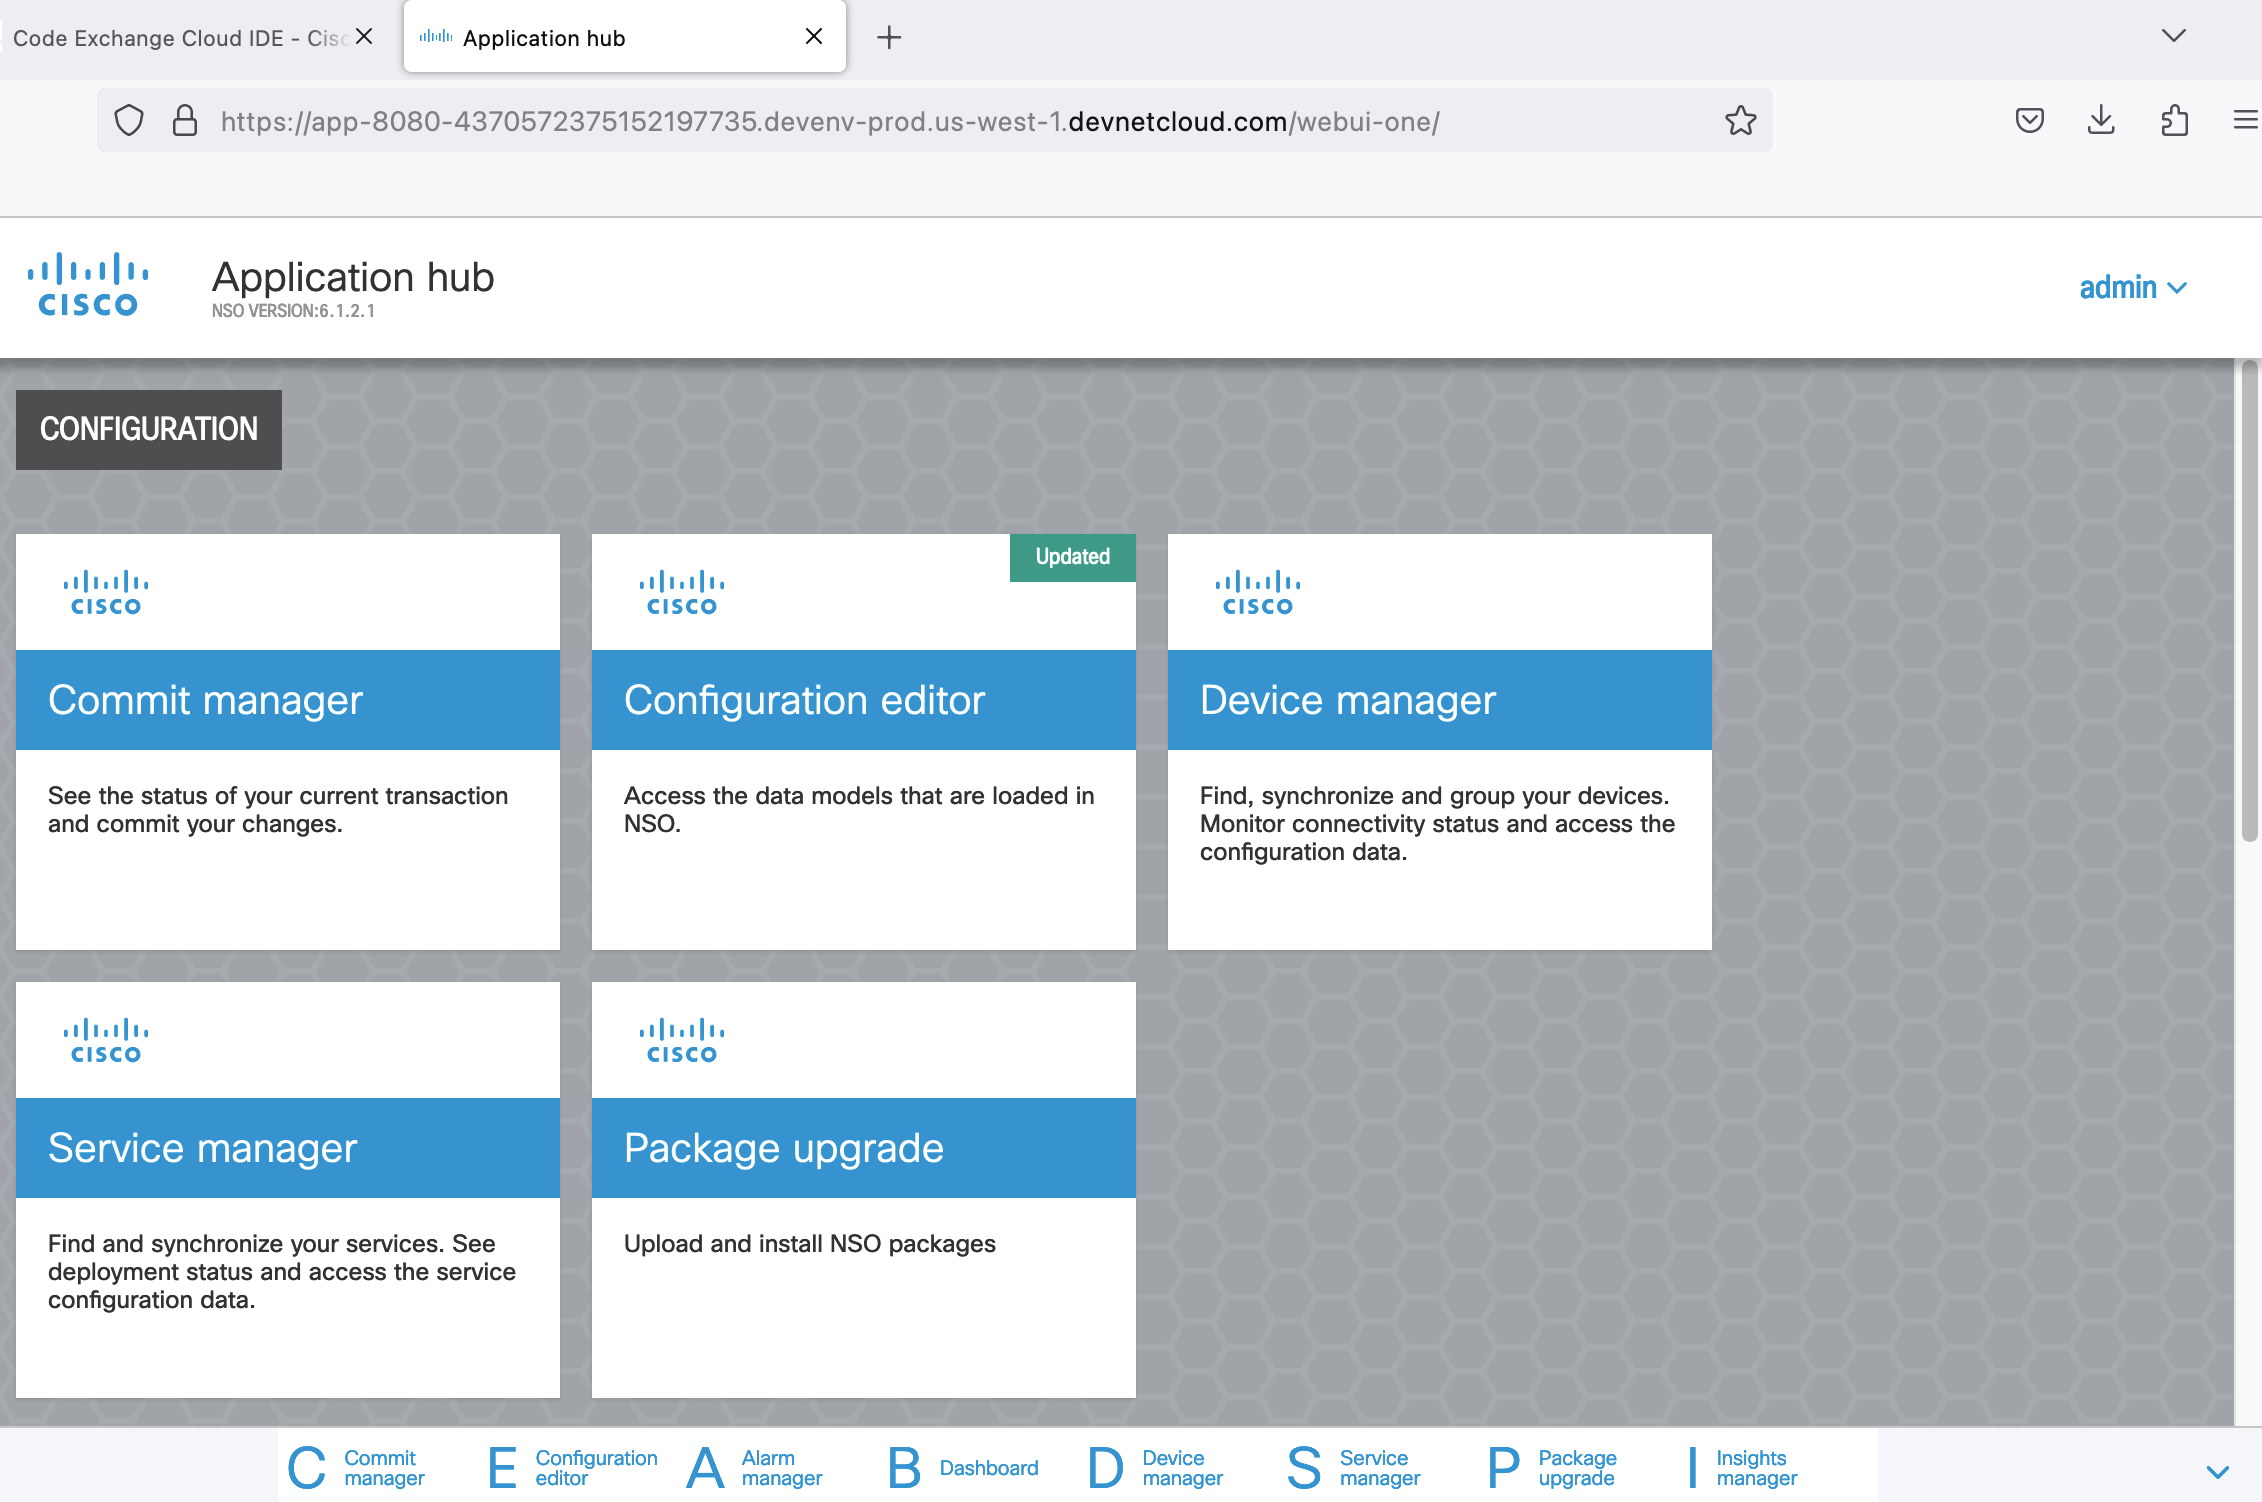 Code Exchange Cloud IDE - Cisc
Application hub
https://app-8080-4370572375152197735.devenv-prod.us-west-1.devnetcloud.com/webui-one/
CISCO
Application hub
NSO VERSION:6.1.2.1
admin
CONFIGURATION
CISCO
Commit manager
See the status of your current transaction
and commit your changes.
Updated
CISCO
Configuration editor
Access the data models that are loaded in
NSO.
CISCO
Device manager
Find, synchronize and group your devices.
Monitor connectivity status and access the
configuration data.
CISCO
Service manager
Find and synchronize your services. See
deployment status and access the service
configuration data.
CISCO
Package upgrade
Upload and install NSO packages
C Commit
manager
E Configuration
editor
A Alarm
manager
B Dashboard
D Device
manager
S Service
manager
P Package
upgrade
I Insights
manager